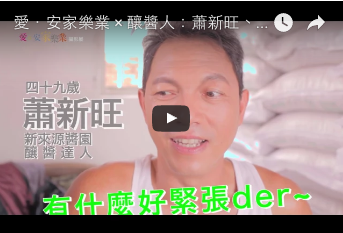 愛．安家樂業 × 釀醬人：蕭新旺、...
四十九歲
蕭新旺
新來源醬園
釀醬達人
有什麼好緊張der~